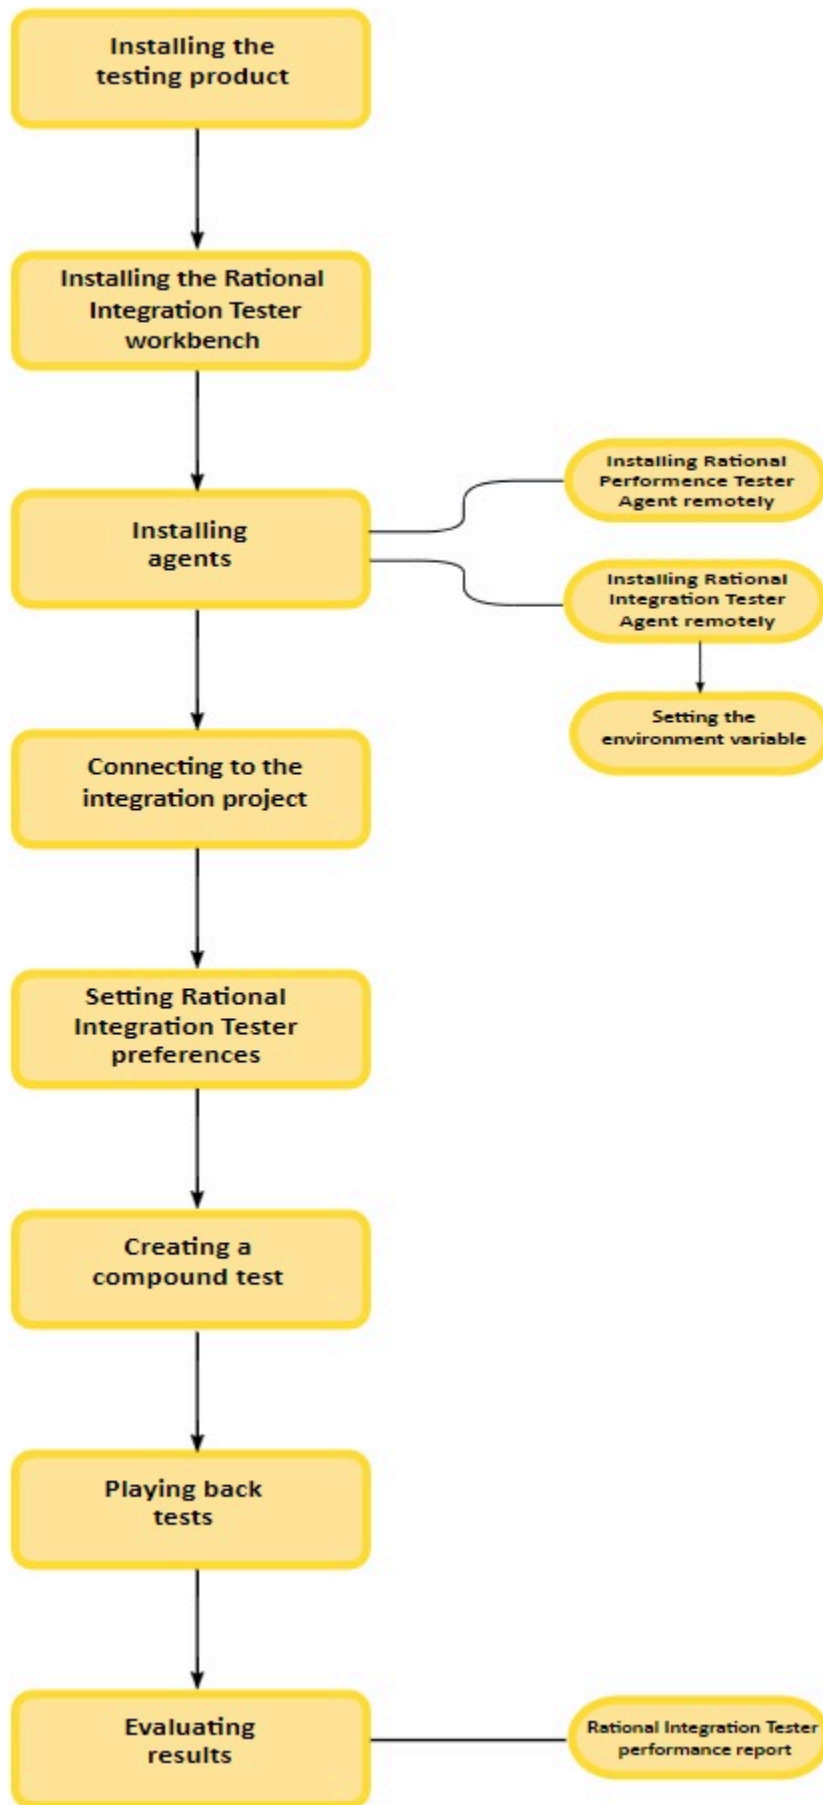 Installing the
testing product
Installing the Rational
Integration Tester
workbench
Installing
agents
Installing Rational
Performence Tester
Agent remotely
Installing Rational
Integration Tester
Agent remotely
Setting the
environment variable
Connecting to the
integration project
Setting Rational
Integration Tester
preferences
Creating a
compound test
Playing back
tests
Evaluating
results
Rational Integration Tester
performance report